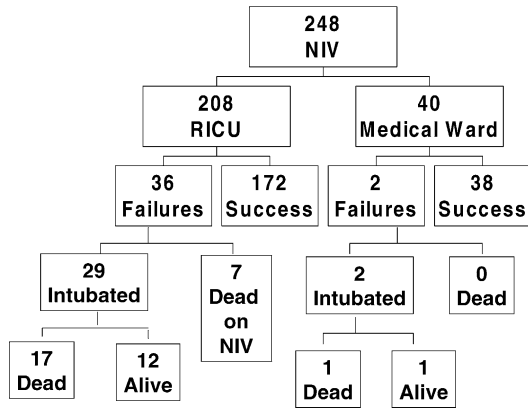 248
NIV
208
RICU
40
Medical Ward
36
Failures
172
Success
2
Failures
38
Success
29
Intubated
7
Dead
on
NIV
2
Intubated
0
Dead
17
Dead
12
Alive
1
Dead
1
Alive